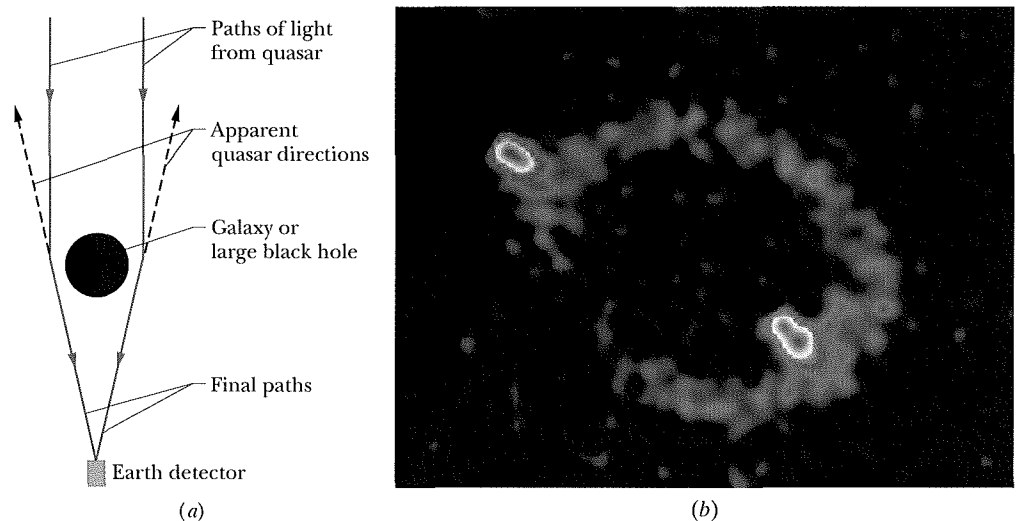 Paths of light
from quasar
Apparent
quasar directions
Galaxy or
large black hole
Final paths
Earth detector
(a)
(b)